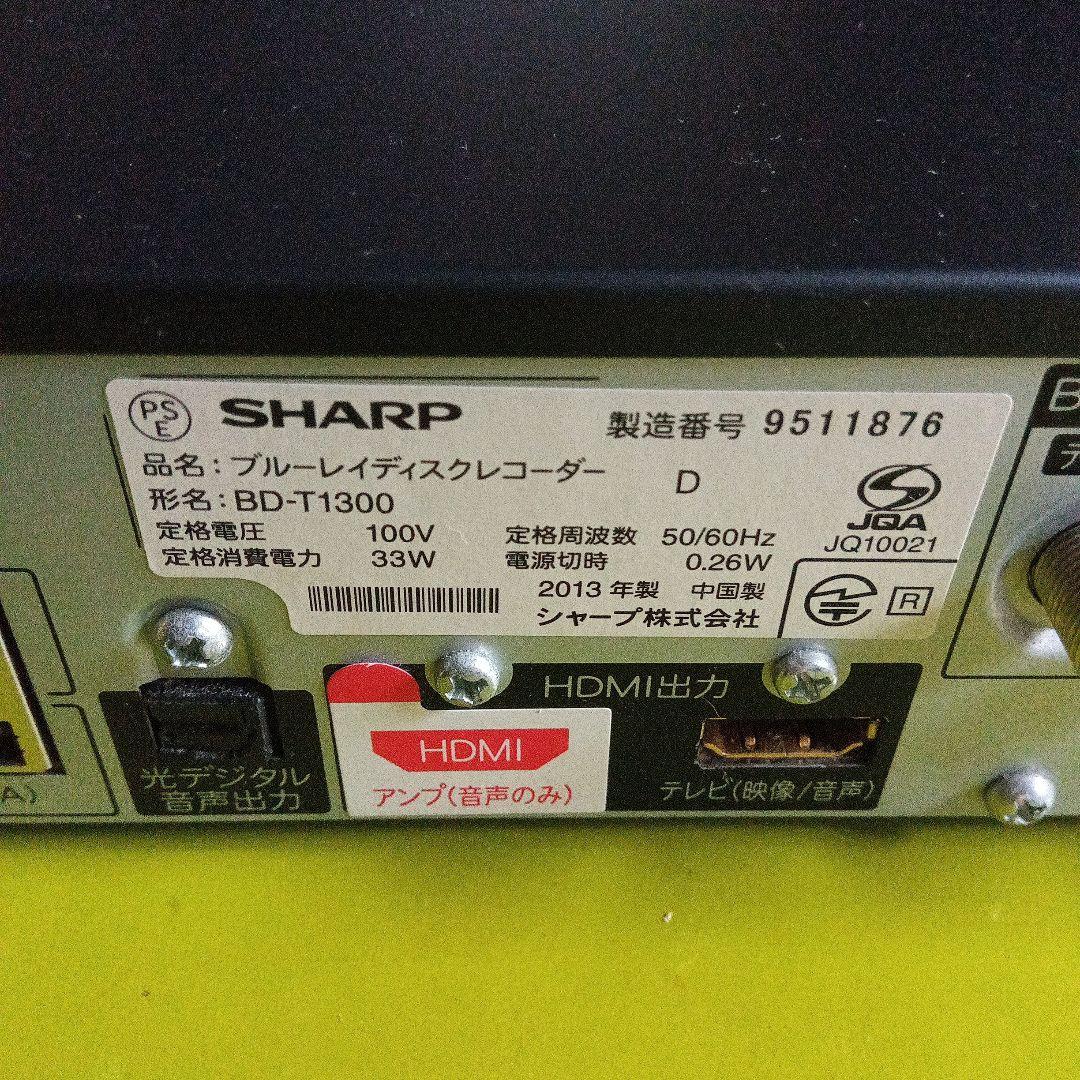 PSE SHARP 製造番号 9511876
品名:ブルーレイディスクレコーダー D
形名:BD-T1300
定格電圧 100V 定格周波数 50/60Hz
定格消費電力 33W 電源切時 0.26W
2013年製 中国製
シャープ株式会社
JQA
JQ10021
R
HDMI出力
HDMI
アンプ(音声のみ)
テレビ(映像/音声)
光デジタル
音声出力
A)
B